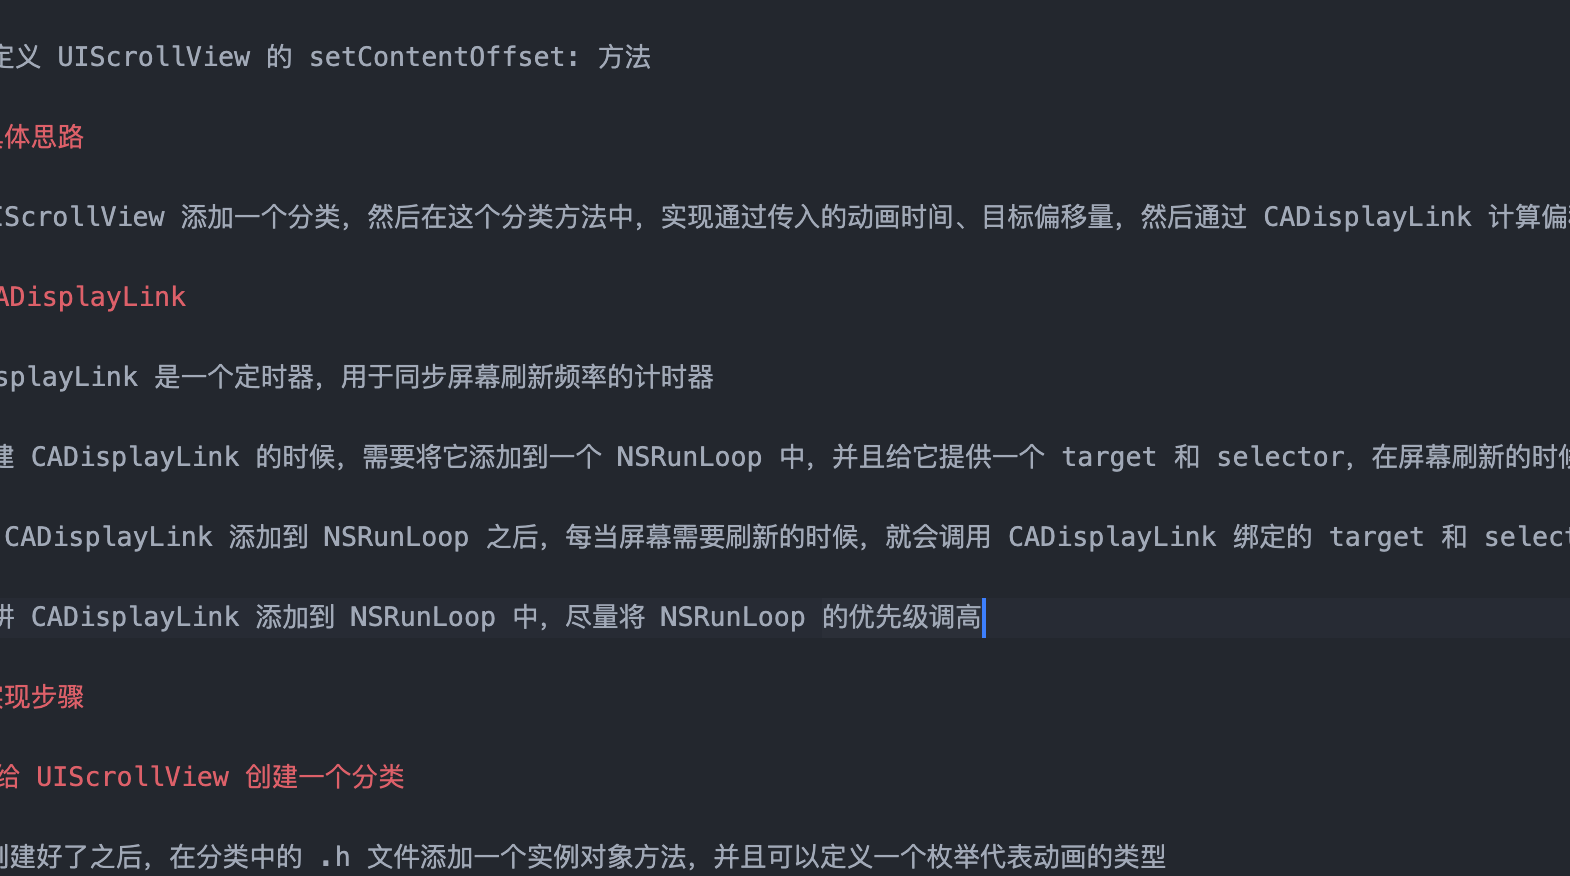 义 UIScrollView 的 setContentOffset: 方法
体思路
ScrollView 添加一个分类，然后在这个分类方法中，实现通过传入的动画时间、目标偏移量，然后通过 CADisplayLink 计算偏
ADisplayLink
splayLink 是一个定时器，用于同步屏幕刷新频率的计时器
建 CADisplayLink 的时候，需要将它添加到一个 NSRunLoop 中，并且给它提供一个 target 和 selector，在屏幕刷新的时
CADisplayLink 添加到 NSRunLoop 之后，每当屏幕需要刷新的时候，就会调用 CADisplayLink 绑定的 target 和 selec
CADisplayLink 添加到 NSRunLoop 中，尽量将 NSRunLoop 的优先级调高
现步骤
给 UIScrollView 创建一个分类
建好了之后，在分类中的 .h 文件添加一个实例对象方法，并且可以定义一个枚举代表动画的类型